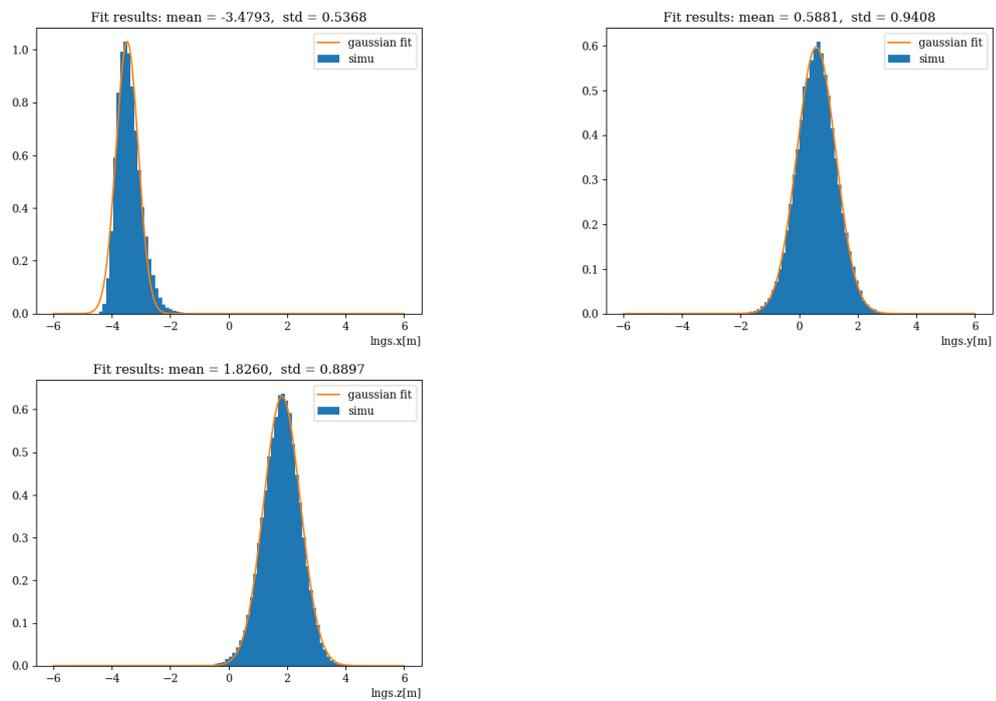 Fit results: mean = -3.4793,  std = 0.5368
gaussian fit
simu
1.0
0.8
0.6
0.4
0.2
0.0
−6 −4 −2 0 2 4 6
lngs.x[m]
Fit results: mean = 0.5881,  std = 0.9408
gaussian fit
simu
0.6
0.5
0.4
0.3
0.2
0.1
0.0
−6 −4 −2 0 2 4 6
lngs.y[m]
Fit results: mean = 1.8260,  std = 0.8897
gaussian fit
simu
0.6
0.5
0.4
0.3
0.2
0.1
0.0
−6 −4 −2 0 2 4 6
lngs.z[m]